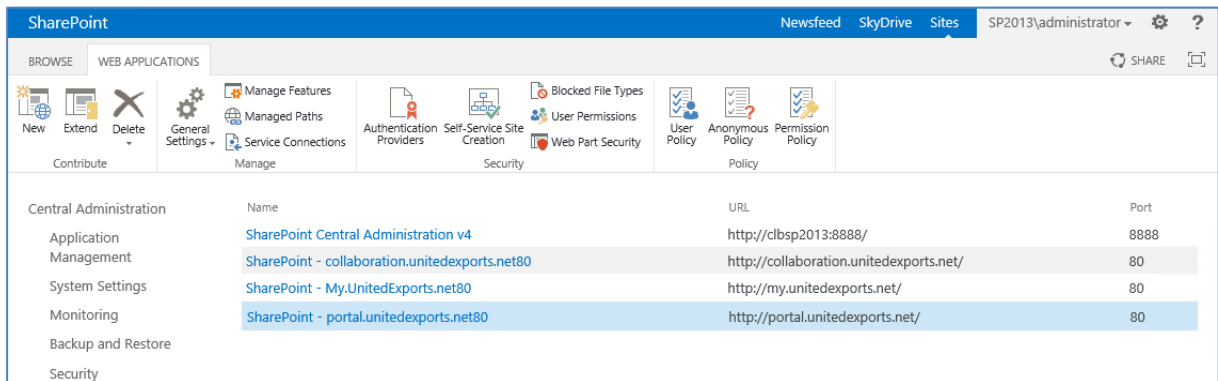 SharePoint Newsfeed SkyDrive Sites SP2013\administrator ?
BROWSE WEB APPLICATIONS SHARE
New Extend Delete General Settings Manage Features
Managed Paths
Service Connections
Authentication Providers Self-Service Site Creation Blocked File Types
User Permissions
Web Part Security
User Policy Anonymous Policy Permission Policy
Contribute Manage Security Policy
Central Administration
Application Management
System Settings
Monitoring
Backup and Restore
Security
Name URL Port
SharePoint Central Administration v4 http://clbsp2013:8888/ 8888
SharePoint - collaboration.unitedexports.net80 http://collaboration.unitedexports.net/ 80
SharePoint - My.UnitedExports.net80 http://my.unitedexports.net/ 80
SharePoint - portal.unitedexports.net80 http://portal.unitedexports.net/ 80